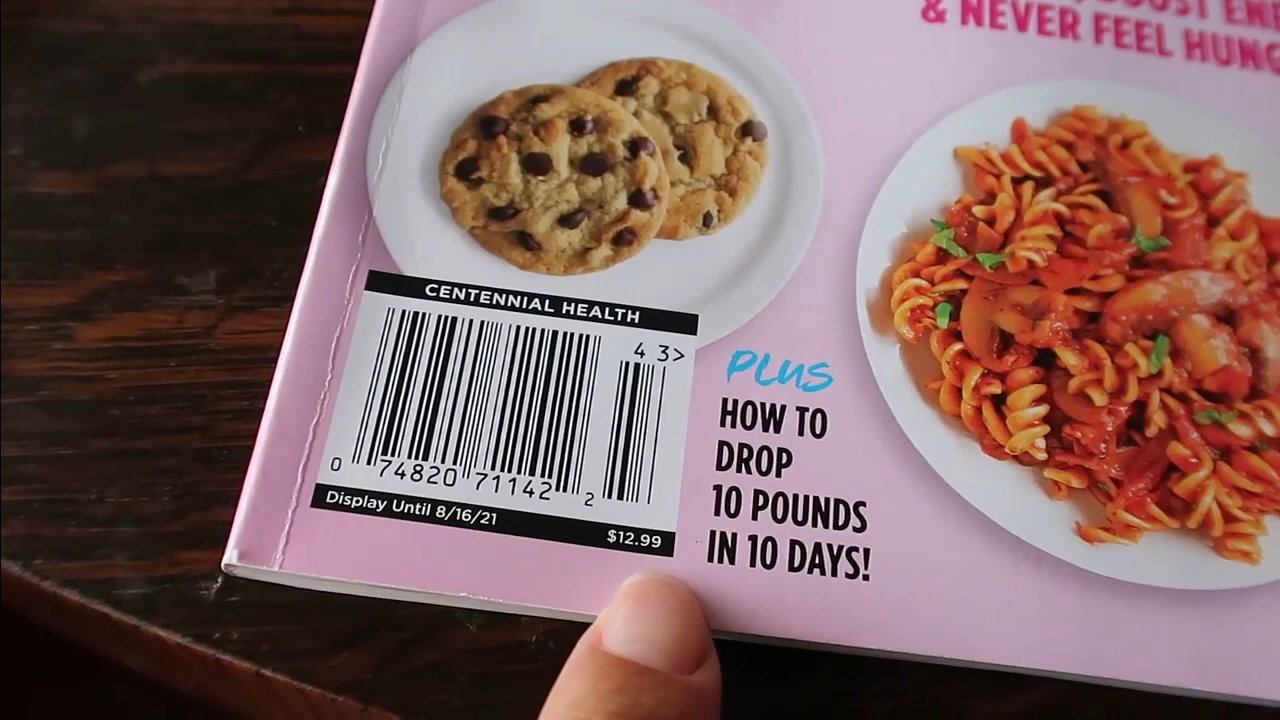 BOOST
& NEVER FEEL
CENTENNIAL HEALTH
4 3>
0 74820 71142 2
Display Until 8/16/21
$12.99
PLUS
HOW TO
DROP
10 POUNDS
IN 10 DAYS!